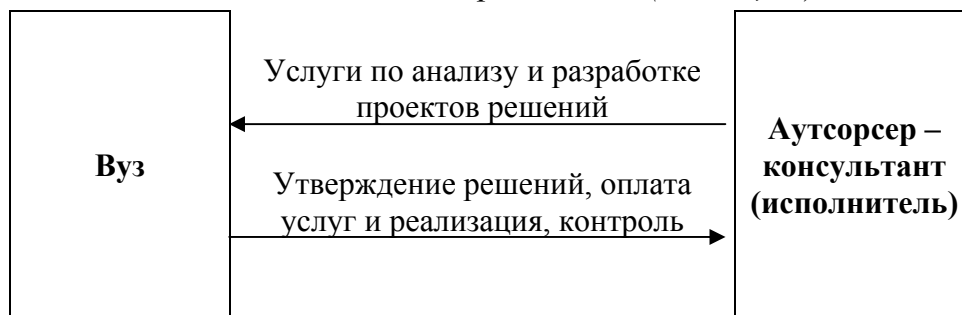 Услуги по анализу и разработке
проектов решений
Вуз
Утверждение решений, оплата
услуг и реализация, контроль
Аутсорсер –
консультант
(исполнитель)